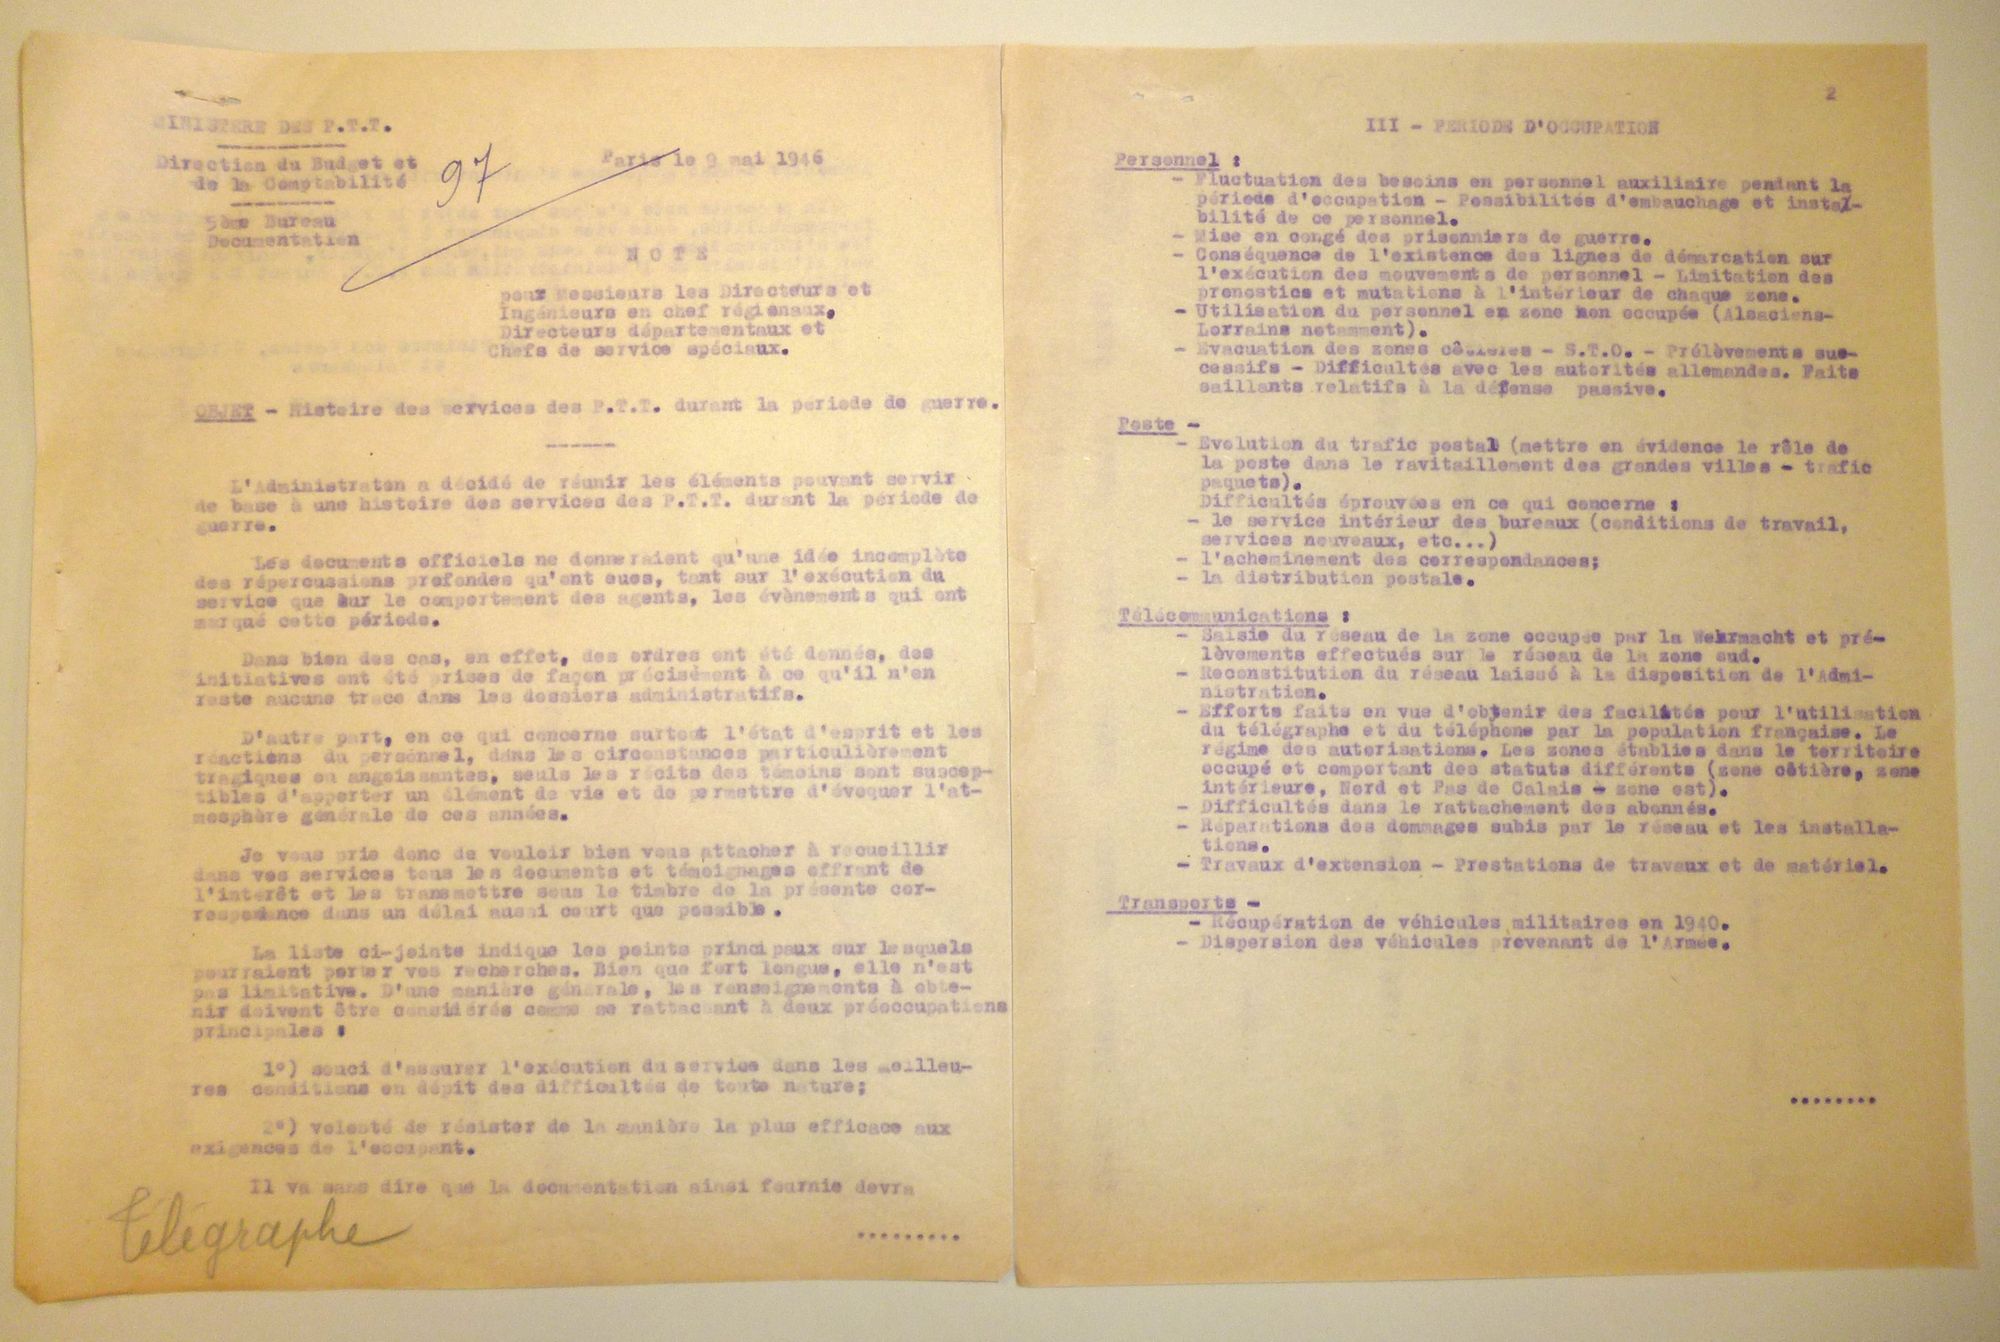 MINISTERE DES P.T.T.
Direction du Budget et
de la Comptabilité
5ème Bureau
Documentation
97
Paris le 9 mai 1946
NOTE
pour Messieurs les Directeurs et
Ingénieurs en chef régionaux,
Directeurs départementaux et
Chefs de service spéciaux.
OBJET - Histoire des services des P.T.T. durant la période de guerre.
L'Administraton a décidé de réunir les éléments pouvant servir
de base à une histoire des services des P.T.T. durant la période de
guerre.
Les documents officiels ne donneraient qu'une idée incomplète
des répercussions profondes qu'ont eues, tant sur l'exécution du
service que sur le comportement des agents, les évènements qui ont
marqué cette période.
Dans bien des cas, en effet, des ordres ont été donnés, des
initiatives ont été prises de façon précisément à ce qu'il n'en
reste aucune trace dans les dossiers administratifs.
D'autre part, en ce qui concerne surtout l'état d'esprit et les
réactions du personnel, dans les circonstances particulièrement
tragiques ou angoissantes, seuls les récits des témoins sont suscep-
tibles d'apporter un élément de vie et de permettre d'évoquer l'at-
mosphère générale de ces années.
Je vous prie donc de vouloir bien vous attacher à recueillir
dans vos services tous les documents et témoignages offrant de
l'intérêt et les transmettre sous le timbre de la présente cor-
respondance dans un délai aussi court que possible.
La liste ci-jointe indique les points principaux sur lesquels
pourraient porter vos recherches. Bien que fort longue, elle n'est
pas limitative. D'une manière générale, les renseignements à obte-
nir doivent être considérés comme se rattachant à deux préoccupations
principales :
1°) souci d'assurer l'exécution du service dans les meilleu-
res conditions en dépit des difficultés de toute nature;
2°) volonté de résister de la manière la plus efficace aux
exigences de l'occupant.
Il va sans dire que la documentation ainsi fournie devra
.........
Télégraphe
2
III - PERIODE D'OCCUPATION
Personnel :
- Fluctuation des besoins en personnel auxiliaire pendant la
période d'occupation - Possibilités d'embauchage et instal-
bilité de ce personnel.
- Mise en congé des prisonniers de guerre.
- Conséquence de l'existence des lignes de démarcation sur
l'exécution des mouvements de personnel - Limitation des
pronostics et mutations à l'intérieur de chaque zone.
- Utilisation du personnel en zone non occupée (Alsaciens-
Lorrains notamment).
- Evacuation des zones côtières - S.T.O. - Prélèvements suc-
cessifs - Difficultés avec les autorités allemandes. Faits
saillants relatifs à la défense passive.
Poste -
- Evolution du trafic postal (mettre en évidence le rôle de
la poste dans le ravitaillement des grandes villes - trafic
paquets).
Difficultés éprouvées en ce qui concerne :
- le service intérieur des bureaux (conditions de travail,
services nouveaux, etc...)
- l'acheminement des correspondances;
- la distribution postale.
Télécommunications :
- Saisie du réseau de la zone occupée par la Wehrmacht et pré-
lèvements effectués sur le réseau de la zone sud.
- Reconstitution du réseau laissé à la disposition de l'Admi-
nistration.
- Efforts faits en vue d'obtenir des facilités pour l'utilisation
du télégraphe et du téléphone par la population française. Le
régime des autorisations. Les zones établies dans le territoire
occupé et comportant des statuts différents (zone côtière, zone
intérieure, Nord et Pas de Calais - zone est).
- Difficultés dans le rattachement des abonnés.
- Réparations des dommages subis par le réseau et les installa-
tions.
- Travaux d'extension - Prestations de travaux et de matériel.
Transports -
- Récupération de véhicules militaires en 1940.
- Dispersion des véhicules provenant de l'Armée.
........